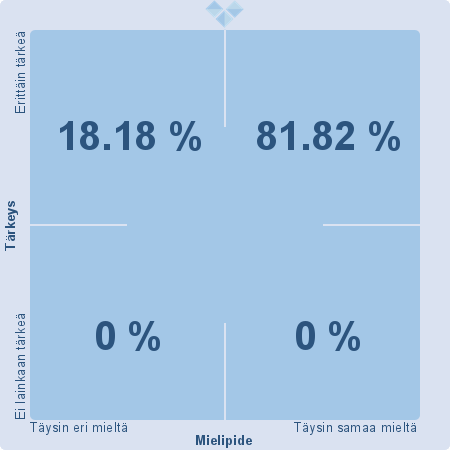 Erittäin tärkeä
18.18 %
81.82 %
Tärkeys
Ei lainkaan tärkeä
0 %
0 %
Täysin eri mieltä
Täysin samaa mieltä
Mielipide